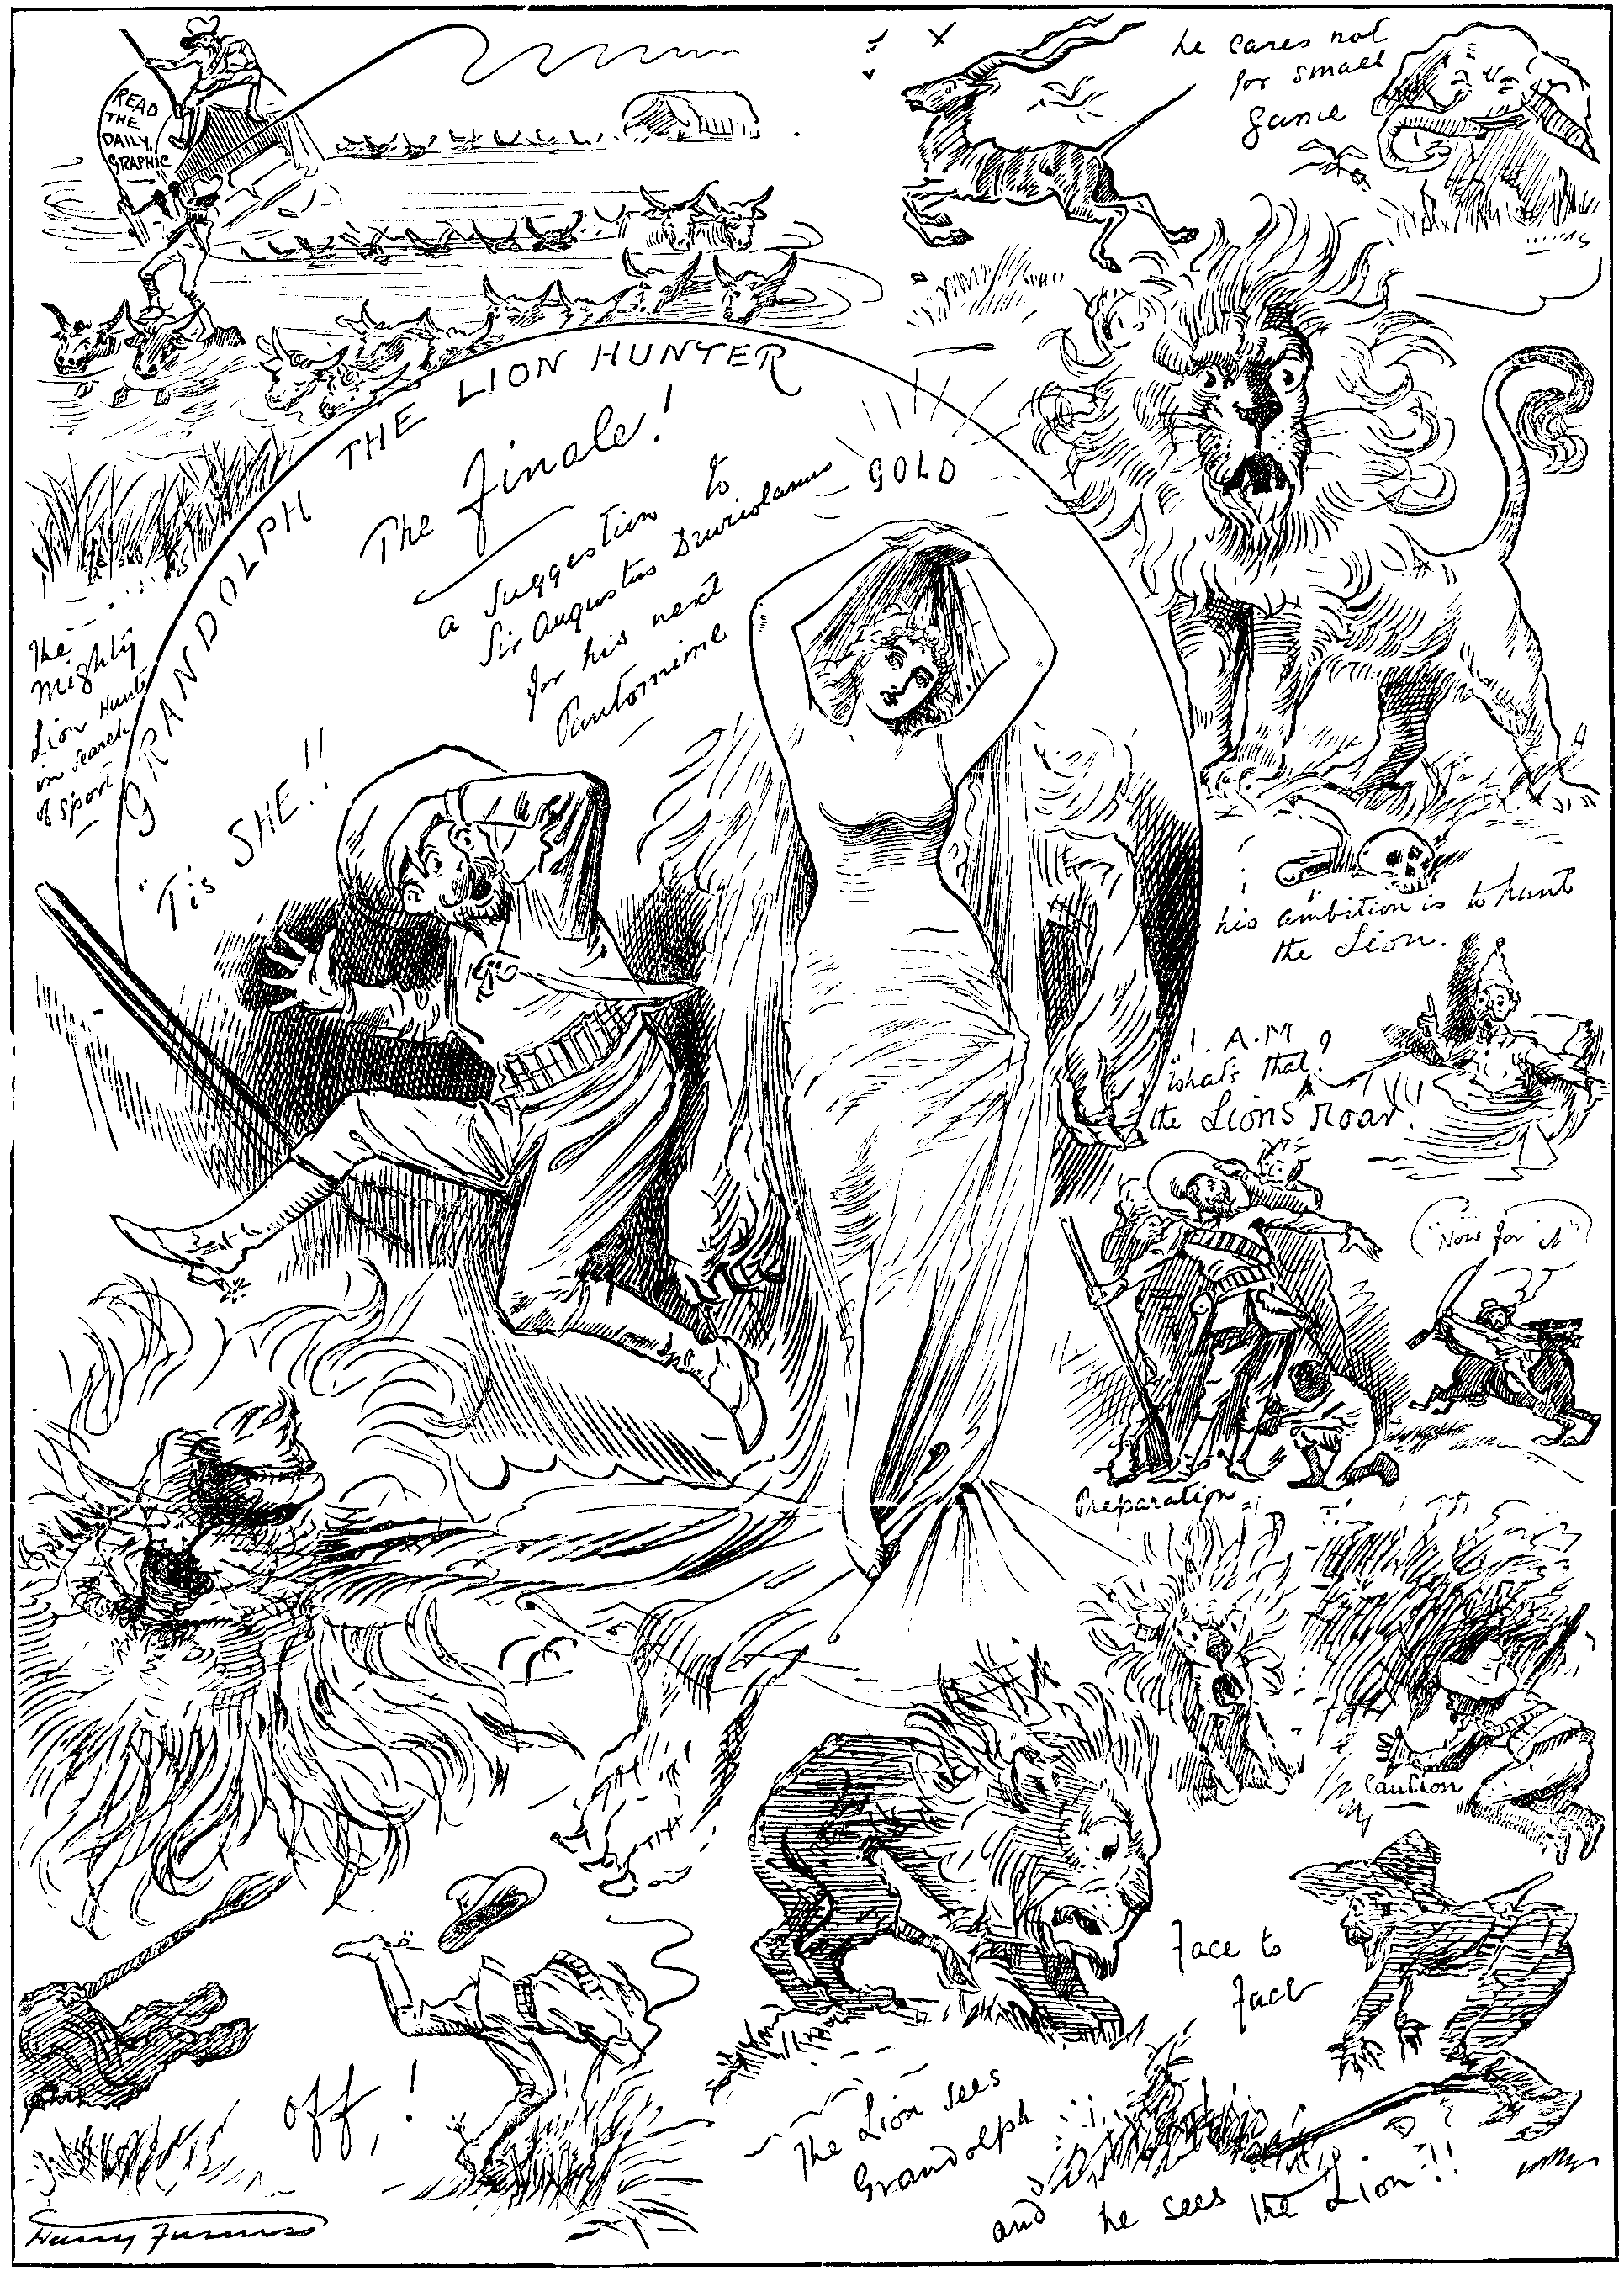 READ
THE
DAILY
GRAPHIC
he cares not
for small
game
GRANDOLPH THE LION HUNTER
The Finale!
a suggestion to
Sir Augustus Druriolanus
for his next
Pantomime
GOLD
The
Mighty
Lion Hunter
in search
of sport
"Tis SHE!!
his ambition is to hunt
the Lion.
"I. A. M
whats that?
the Lions roar!
"Now for it"
Preparation
Caution
Face to
Face
off!
The Lion sees
Grandolph
and he sees the Lion!!
Harry Furniss